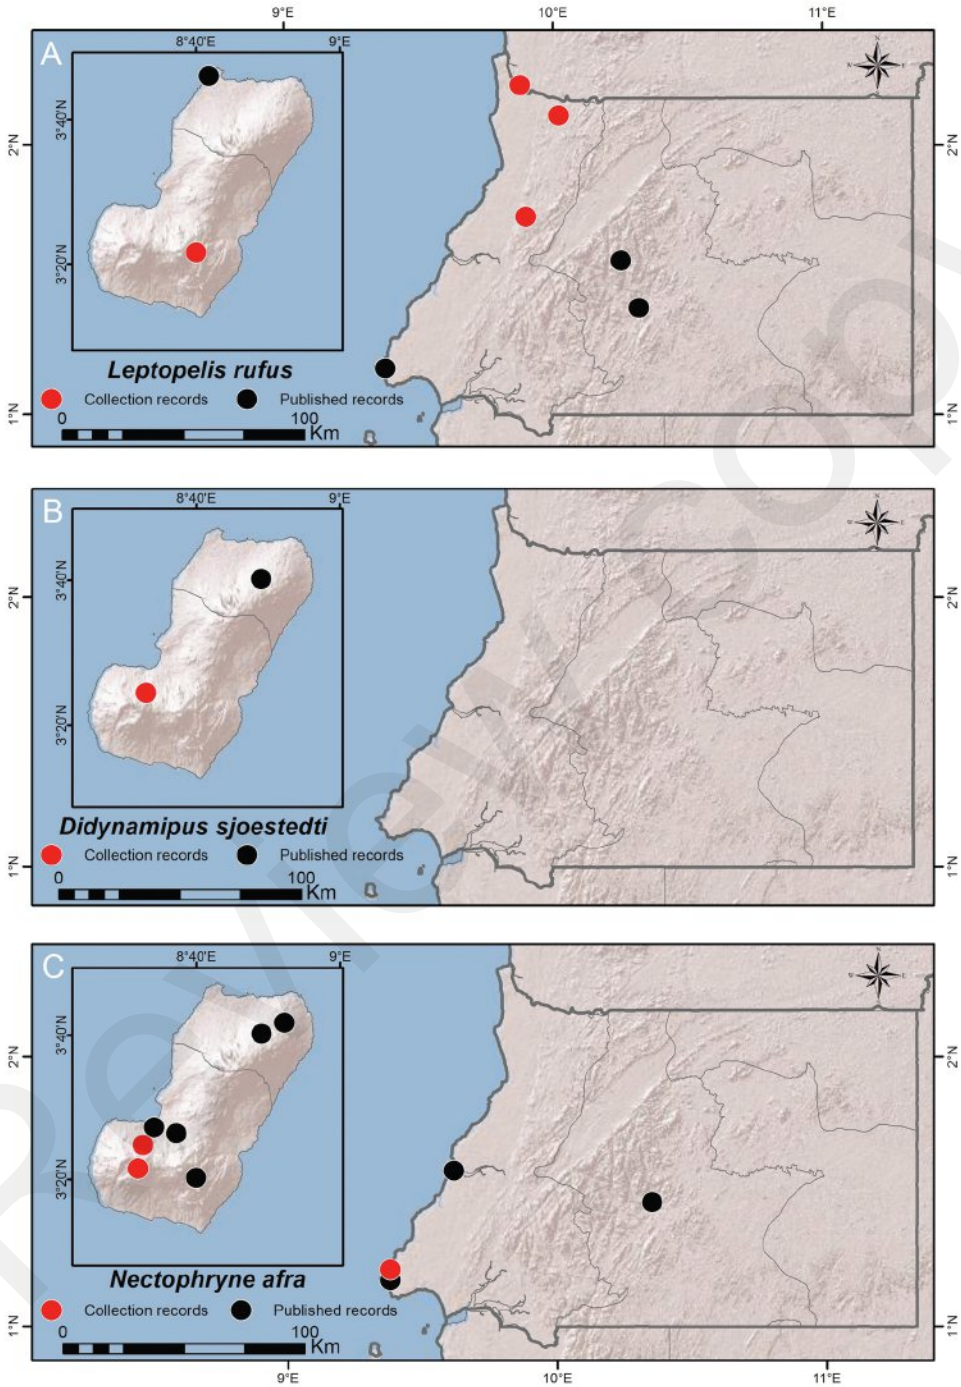 9°E 10°E 11°E
A
8°40'E 9°E
N
W E
S
3°40'N
2°N 2°N
3°20'N
Leptopelis rufus
Collection records Published records
0 100
Km
1°N 1°N
B
8°40'E 9°E
N
W E
S
3°40'N
2°N 2°N
3°20'N
Didynamipus sjoestedti
Collection records Published records
0 100
Km
1°N 1°N
C
8°40'E 9°E
N
W E
S
3°40'N
2°N 2°N
3°20'N
Nectophryne afra
Collection records Published records
0 100
Km
1°N 1°N
9°E 10°E 11°E
Review cop